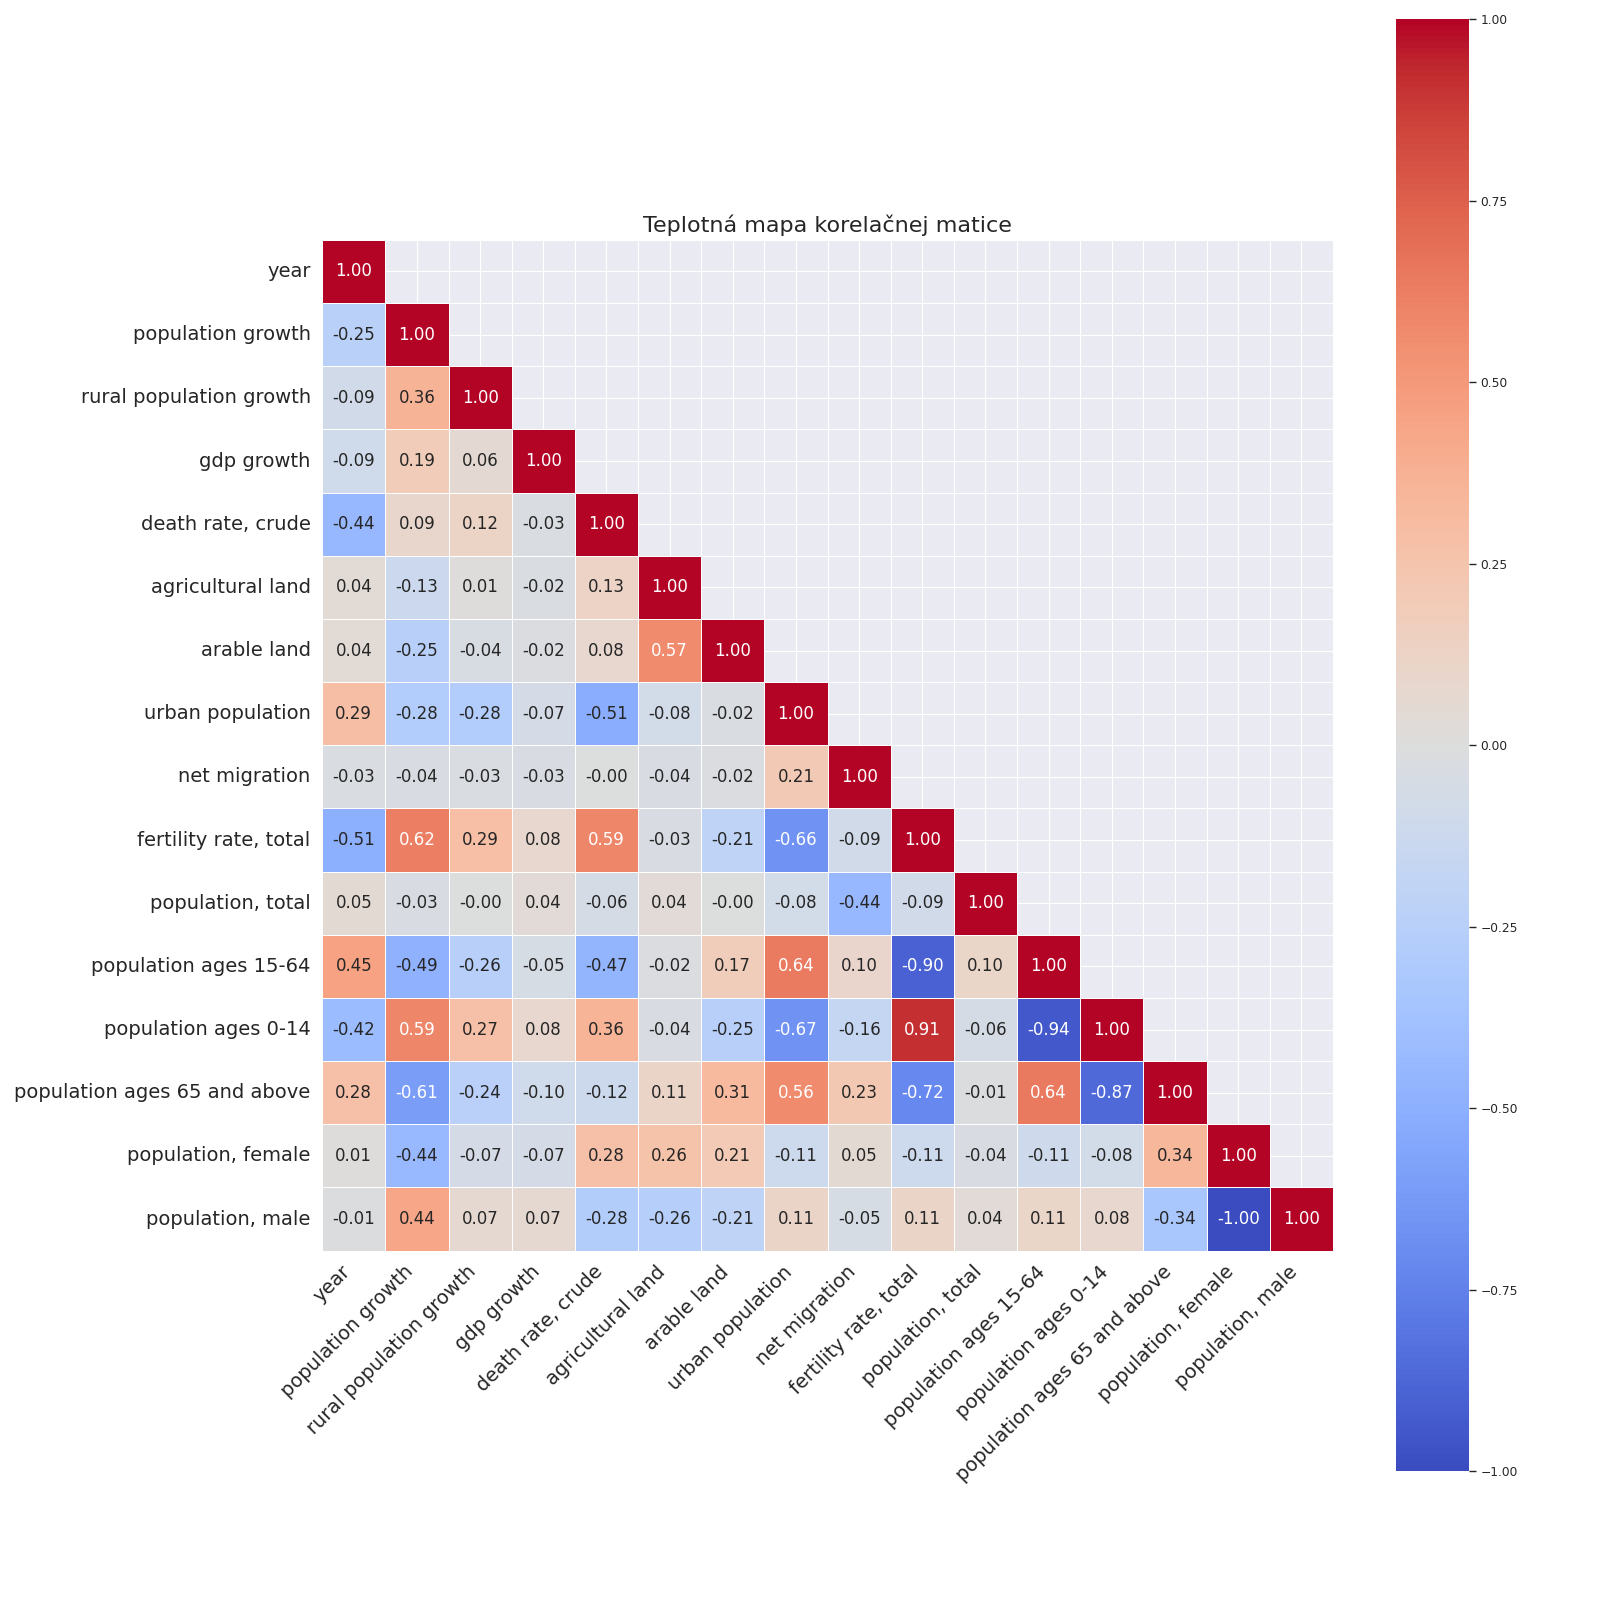 Teplotná mapa korelačnej matice
year 1.00
population growth -0.25 1.00
rural population growth -0.09 0.36 1.00
gdp growth -0.09 0.19 0.06 1.00
death rate, crude -0.44 0.09 0.12 -0.03 1.00
agricultural land 0.04 -0.13 0.01 -0.02 0.13 1.00
arable land 0.04 -0.25 -0.04 -0.02 0.08 0.57 1.00
urban population 0.29 -0.28 -0.28 -0.07 -0.51 -0.08 -0.02 1.00
net migration -0.03 -0.04 -0.03 -0.03 -0.00 -0.04 -0.02 0.21 1.00
fertility rate, total -0.51 0.62 0.29 0.08 0.59 -0.03 -0.21 -0.66 -0.09 1.00
population, total 0.05 -0.03 -0.00 0.04 -0.06 0.04 -0.00 -0.08 -0.44 -0.09 1.00
population ages 15-64 0.45 -0.49 -0.26 -0.05 -0.47 -0.02 0.17 0.64 0.10 -0.90 0.10 1.00
population ages 0-14 -0.42 0.59 0.27 0.08 0.36 -0.04 -0.25 -0.67 -0.16 0.91 -0.06 -0.94 1.00
population ages 65 and above 0.28 -0.61 -0.24 -0.10 -0.12 0.11 0.31 0.56 0.23 -0.72 -0.01 0.64 -0.87 1.00
population, female 0.01 -0.44 -0.07 -0.07 0.28 0.26 0.21 -0.11 0.05 -0.11 -0.04 -0.11 -0.08 0.34 1.00
population, male -0.01 0.44 0.07 0.07 -0.28 -0.26 -0.21 0.11 -0.05 0.11 0.04 0.11 0.08 -0.34 -1.00 1.00
year
population growth
rural population growth
gdp growth
death rate, crude
agricultural land
arable land
urban population
net migration
fertility rate, total
population, total
population ages 15-64
population ages 0-14
population ages 65 and above
population, female
population, male
1.00
0.75
0.50
0.25
0.00
−0.25
−0.50
−0.75
−1.00